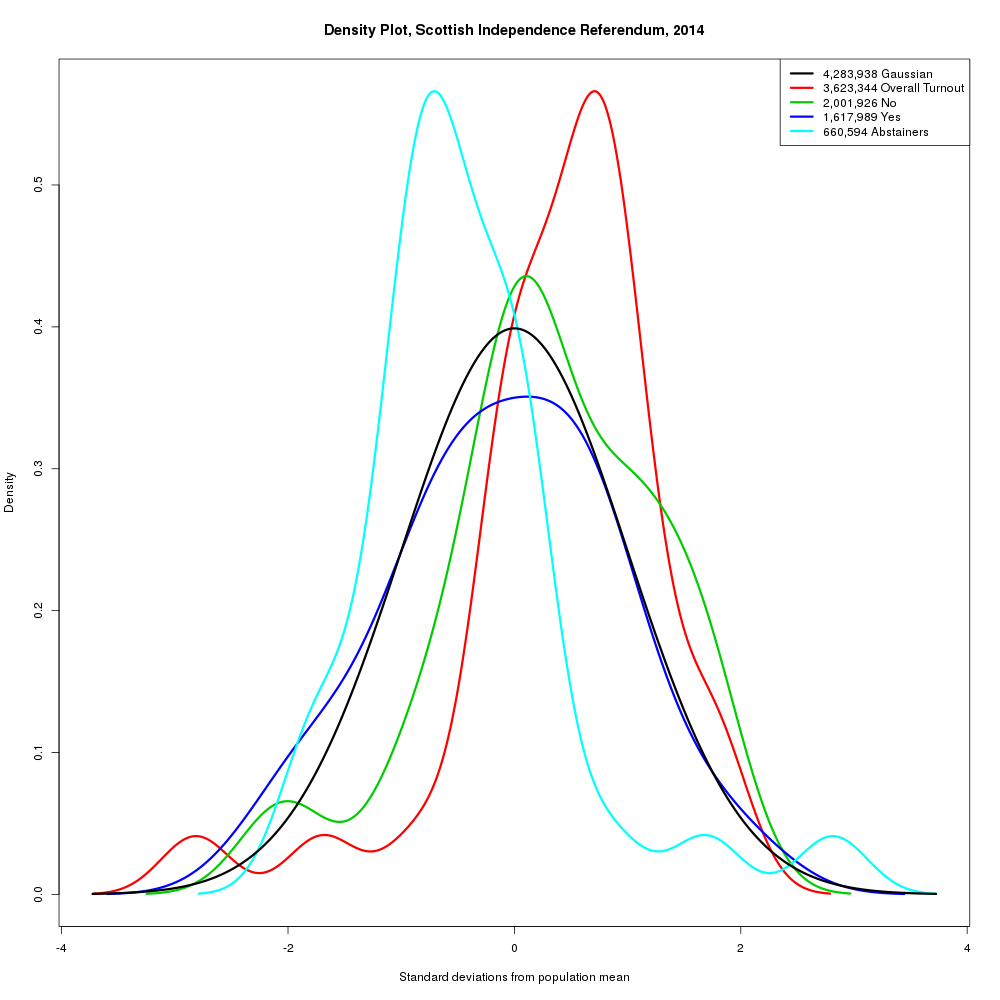 Density Plot, Scottish Independence Referendum, 2014
4,283,938 Gaussian
3,623,344 Overall Turnout
2,001,926 No
1,617,989 Yes
660,594 Abstainers
Density
0.5
0.4
0.3
0.2
0.1
0.0
-4 -2 0 2 4
Standard deviations from population mean